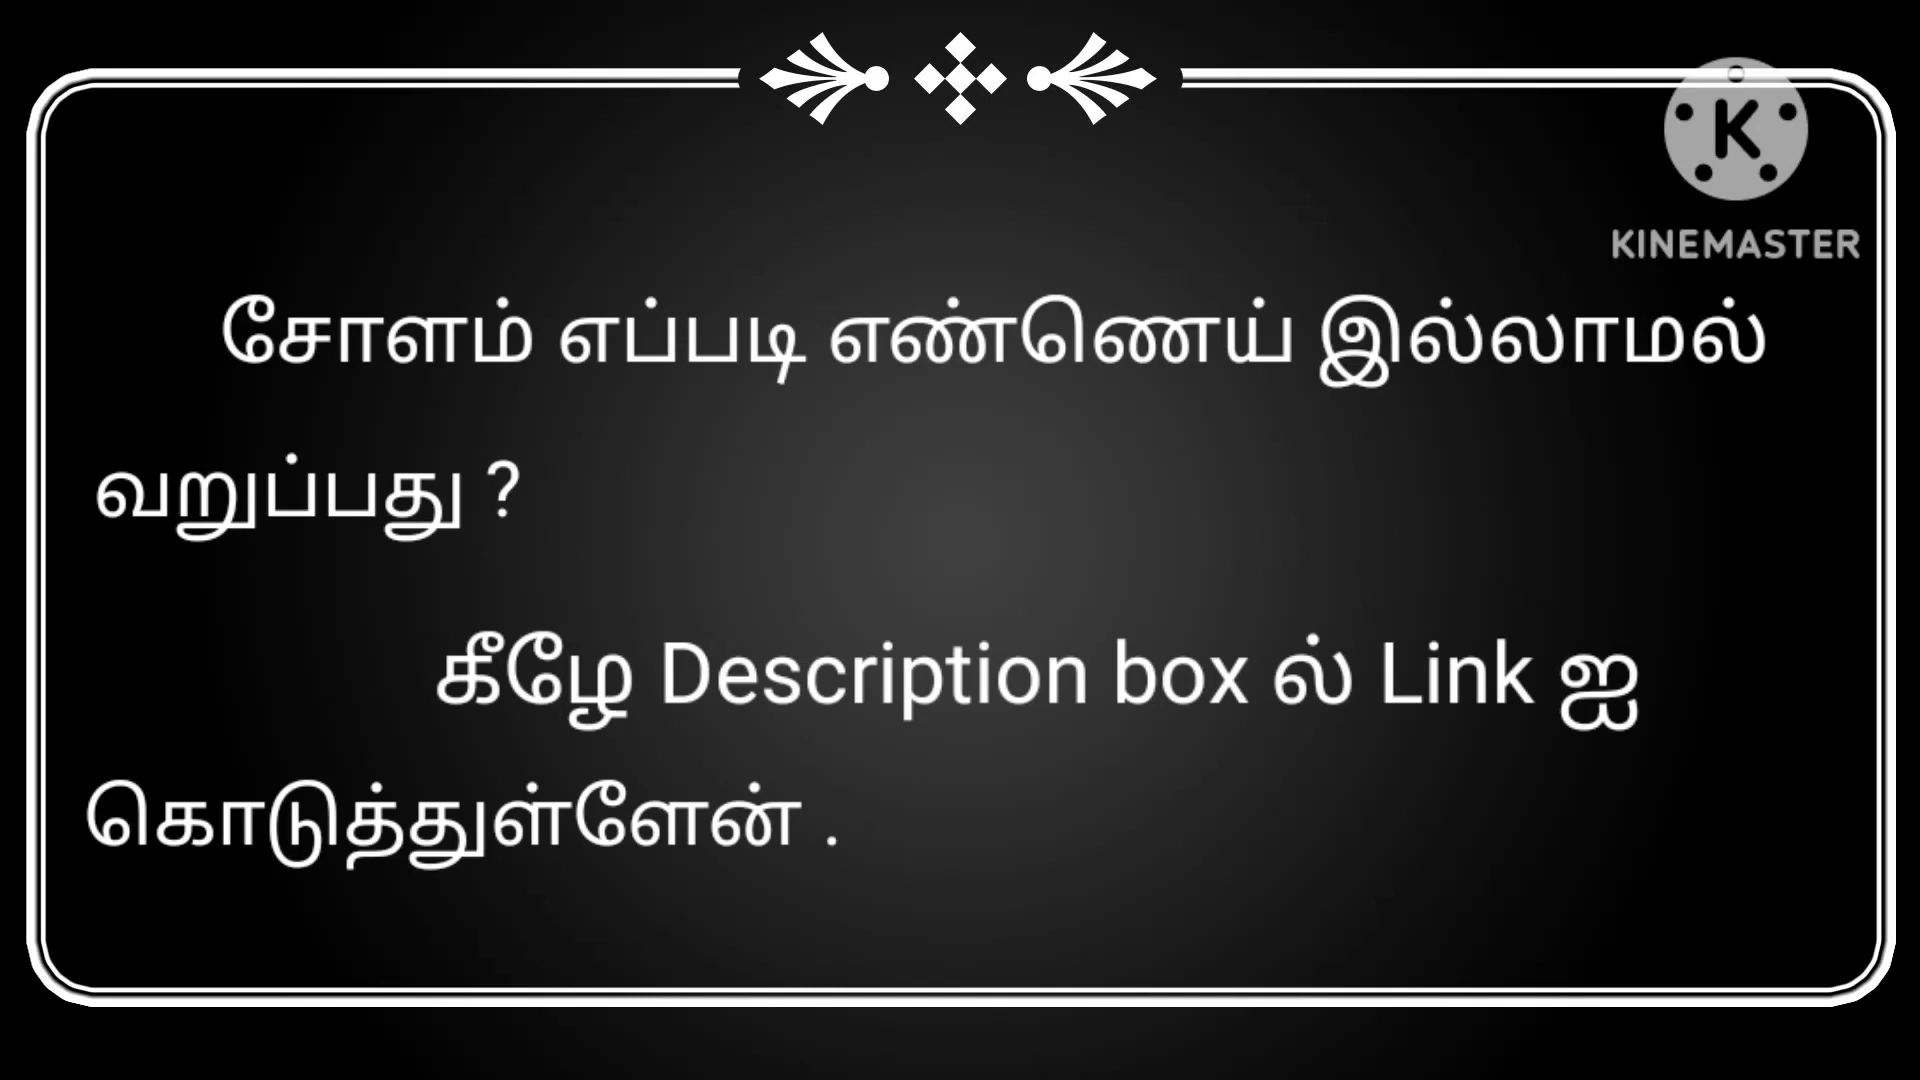 KINEMASTER
சோளம் எப்படி எண்ணெய் இல்லாமல்
வறுப்பது ?
கீழே Description box ல் Link ஐ
கொடுத்துள்ளேன் .